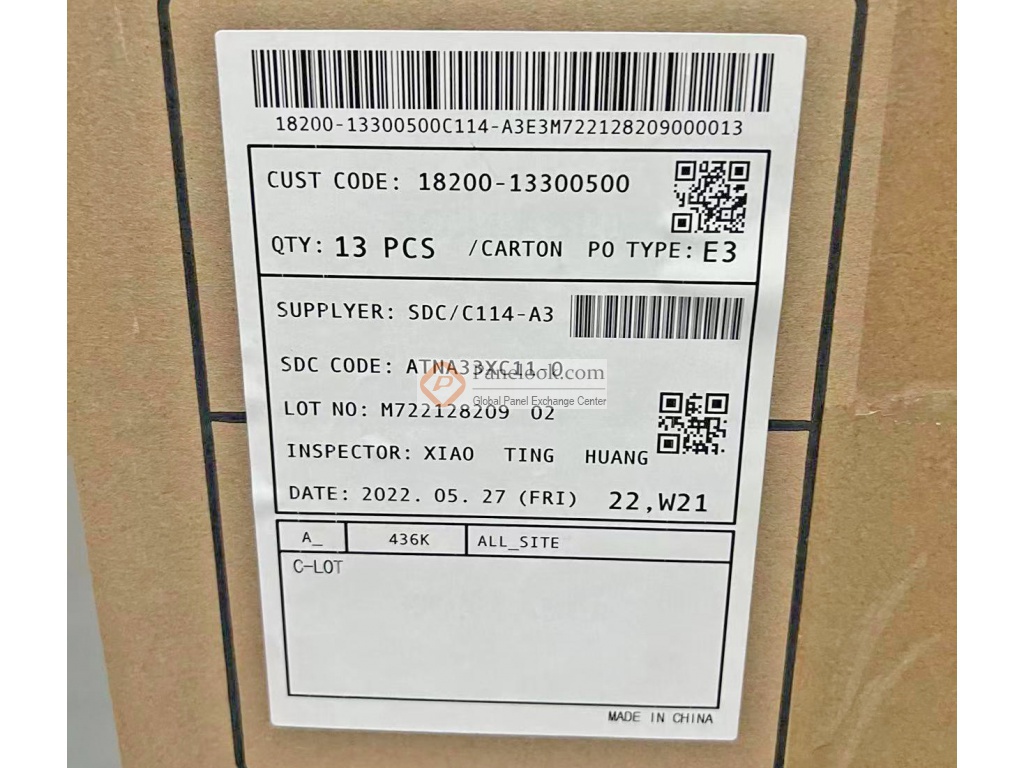 18200-13300500C114-A3E3M722128209000013
CUST CODE: 18200-13300500
QTY: 13 PCS /CARTON PO TYPE: E3
SUPPLYER: SDC/C114-A3
SDC CODE: ATNA33XC11-0
Panelook.com
Global Panel Exchange Center
LOT NO: M722128209 02
INSPECTOR: XIAO TING HUANG
DATE: 2022. 05. 27 (FRI) 22,W21
A_ 436K ALL_SITE
C-LOT
MADE IN CHINA